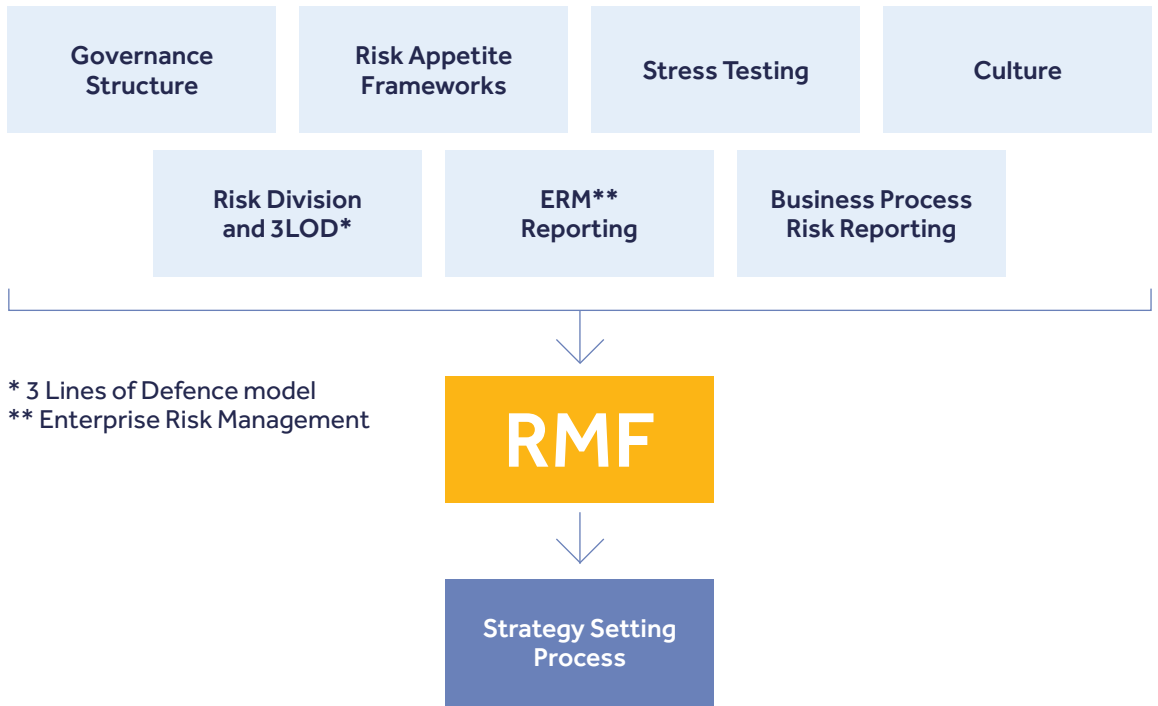 Governance
Structure
Risk Appetite
Frameworks
Stress Testing
Culture
Risk Division
and 3LOD*
ERM**
Reporting
Business Process
Risk Reporting
* 3 Lines of Defence model
** Enterprise Risk Management
RMF
Strategy Setting
Process